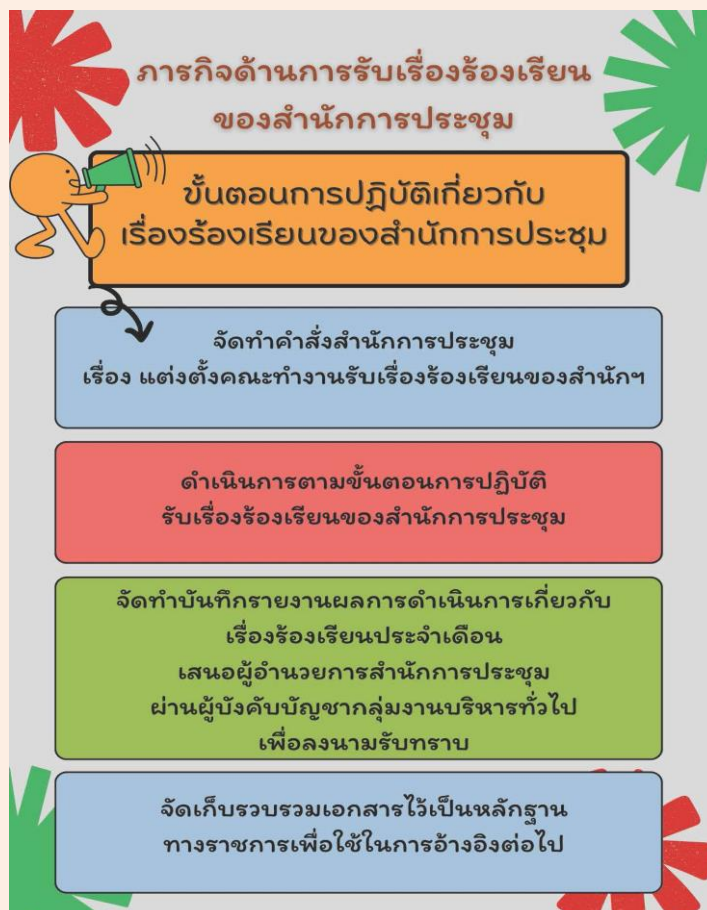 ภารกิจด้านการรับเรื่องร้องเรียน
ของสำนักการประชุม
ขั้นตอนการปฏิบัติเกี่ยวกับ
เรื่องร้องเรียนของสำนักการประชุม
จัดทำคำสั่งสำนักการประชุม
เรื่อง แต่งตั้งคณะทำงานรับเรื่องร้องเรียนของสำนักฯ
ดำเนินการตามขั้นตอนการปฏิบัติ
รับเรื่องร้องเรียนของสำนักการประชุม
จัดทำบันทึกรายงานผลการดำเนินการเกี่ยวกับ
เรื่องร้องเรียนประจำเดือน
เสนอผู้อำนวยการสำนักการประชุม
ผ่านผู้บังคับบัญชากลุ่มงานบริหารทั่วไป
เพื่อลงนามรับทราบ
จัดเก็บรวบรวมเอกสารไว้เป็นหลักฐาน
ทางราชการเพื่อใช้ในการอ้างอิงต่อไป